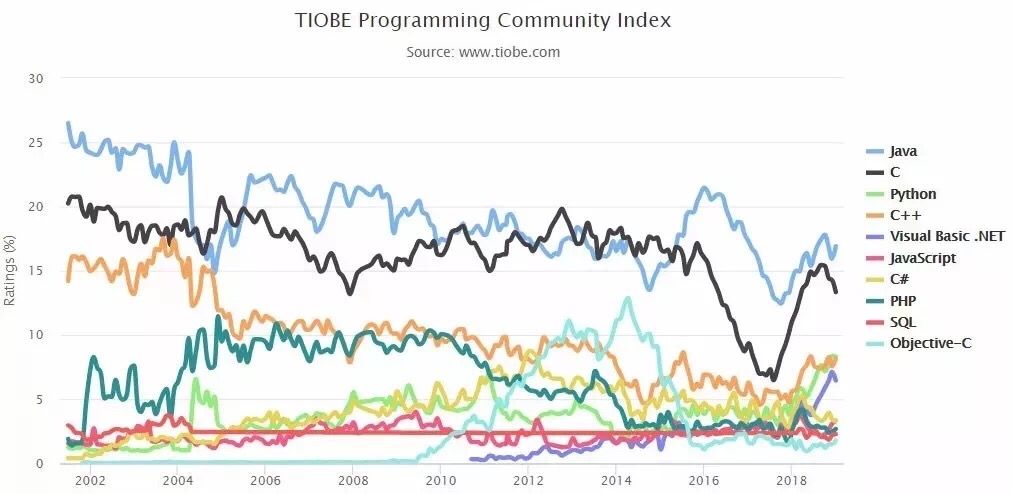 TIOBE Programming Community Index
Source: www.tiobe.com
Ratings (%)
30
25
20
15
10
5
0
2002 2004 2006 2008 2010 2012 2014 2016 2018
Java
C
Python
C++
Visual Basic .NET
JavaScript
C#
PHP
SQL
Objective-C